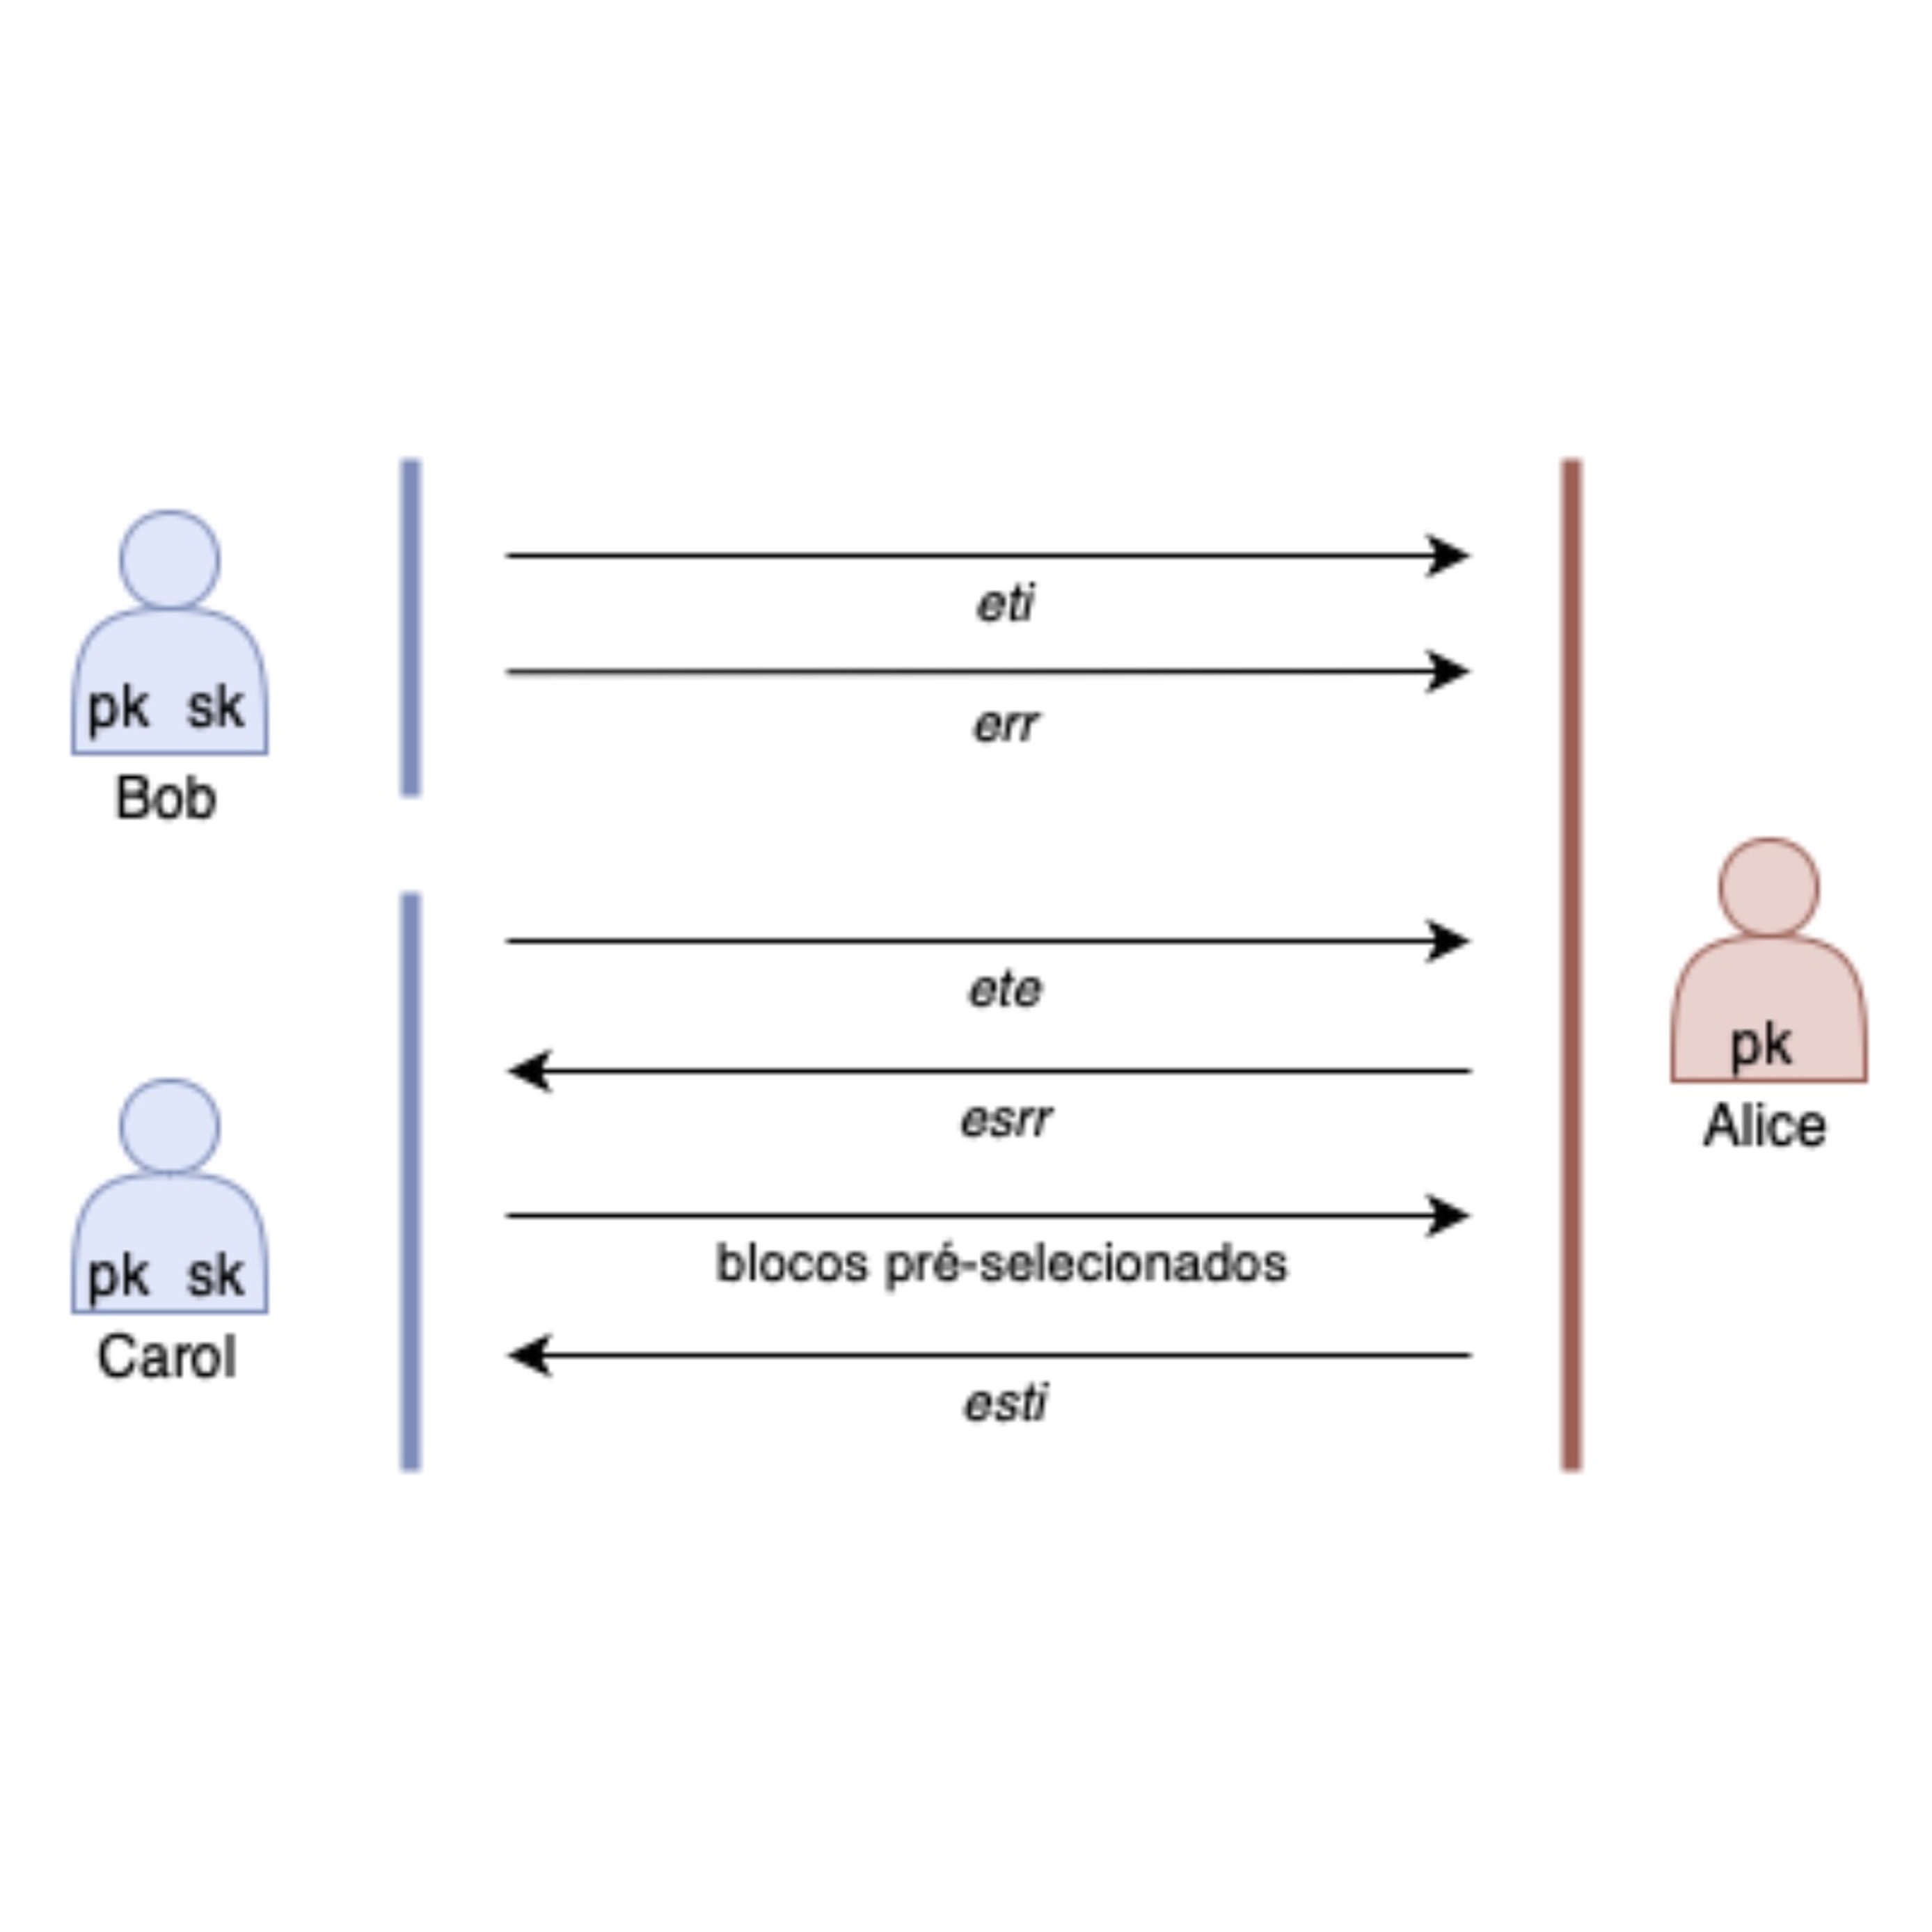 eti
err
pk sk
Bob
ete
esrr
pk
Alice
blocos pré-selecionados
pk sk
Carol
esti